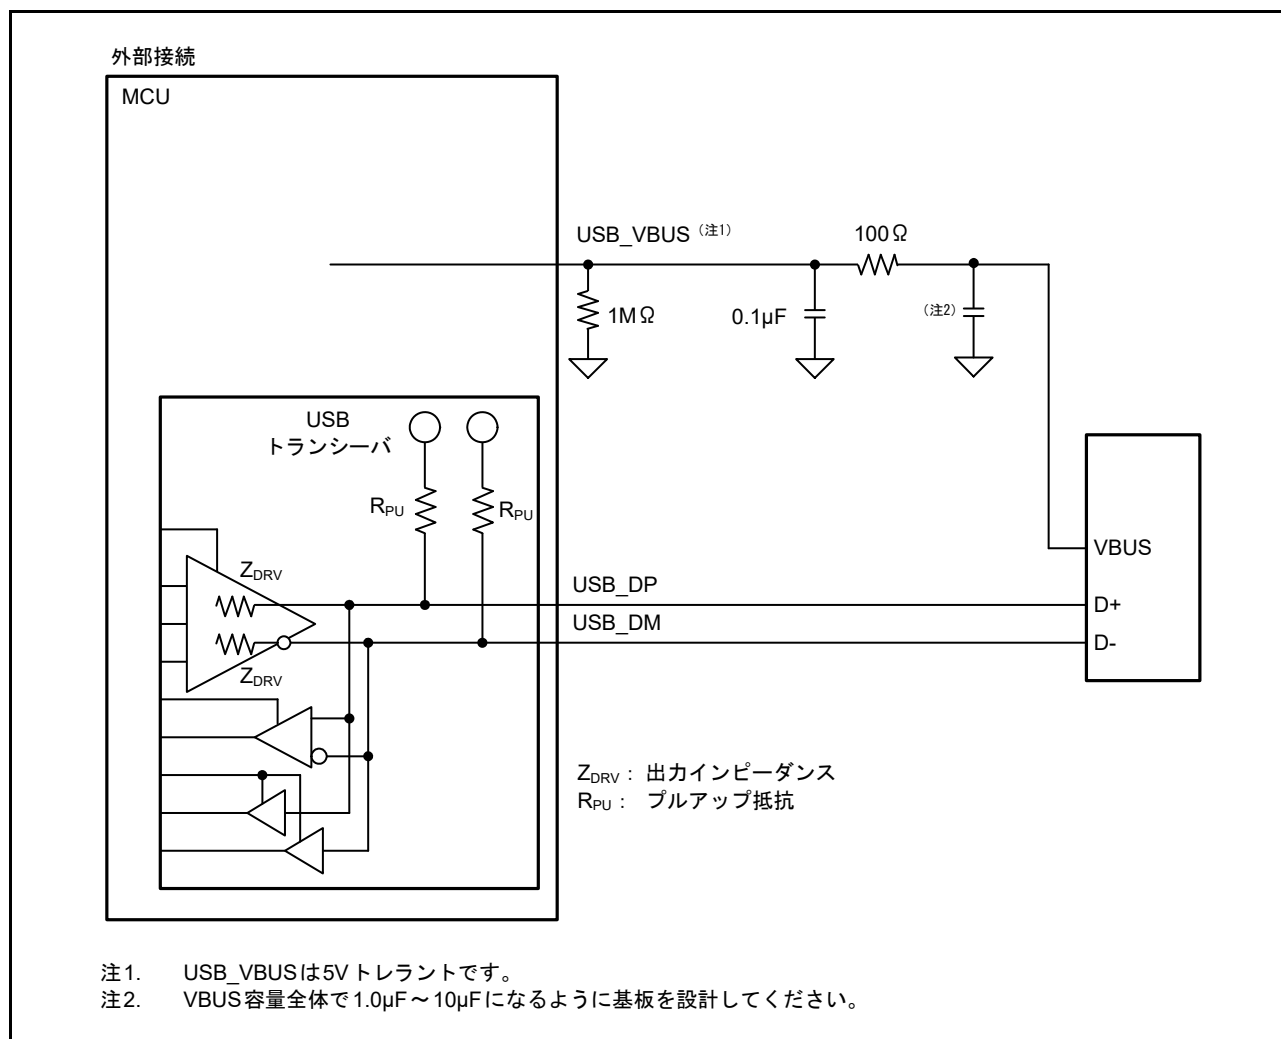 外部接続
MCU
USB_VBUS（注1）
100Ω
1MΩ
0.1µF
（注2）
USB
トランシーバ
RPU
RPU
VBUS
ZDRV
USB_DP
D+
USB_DM
D-
ZDRV
ZDRV： 出力インピーダンス
RPU： プルアップ抵抗
注1. USB_VBUSは5Vトレラントです。
注2. VBUS容量全体で1.0µF～10µFになるように基板を設計してください。